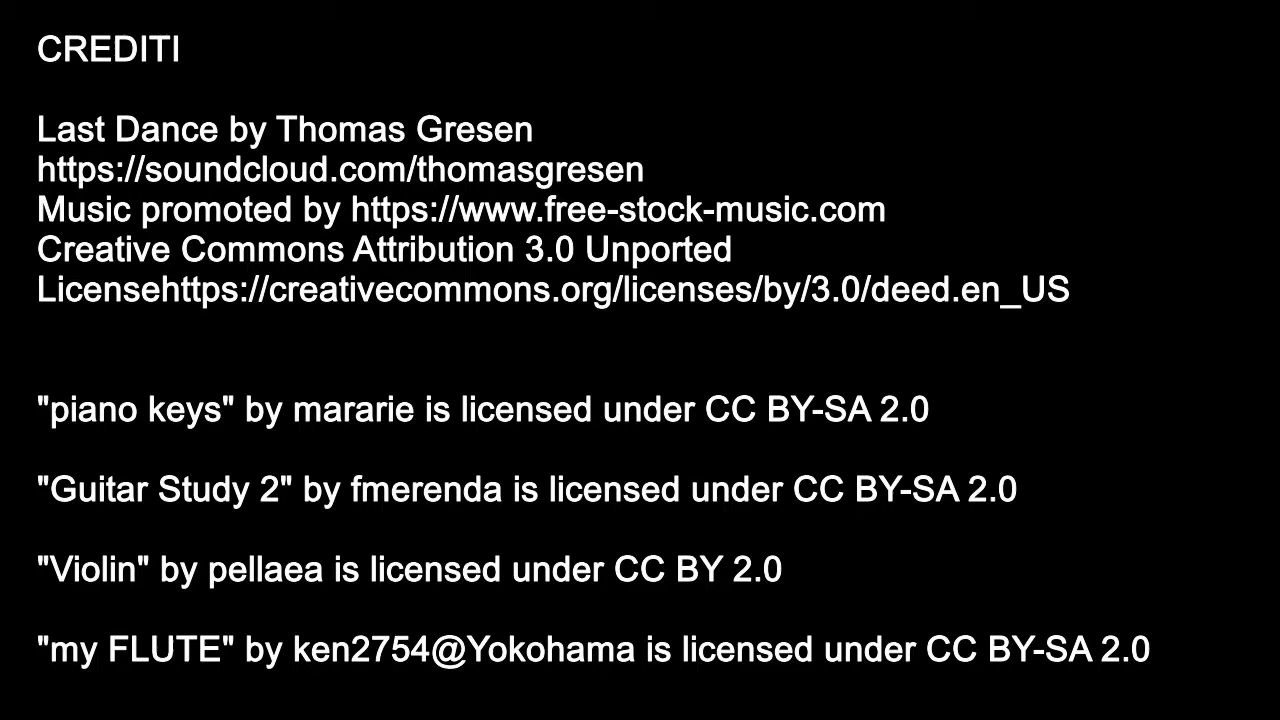 CREDITI
Last Dance by Thomas Gresen
https://soundcloud.com/thomasgresen
Music promoted by https://www.free-stock-music.com
Creative Commons Attribution 3.0 Unported
Licensehttps://creativecommons.org/licenses/by/3.0/deed.en_US
"piano keys" by mararie is licensed under CC BY-SA 2.0
"Guitar Study 2" by fmerenda is licensed under CC BY-SA 2.0
"Violin" by pellaea is licensed under CC BY 2.0
"my FLUTE" by ken2754@Yokohama is licensed under CC BY-SA 2.0